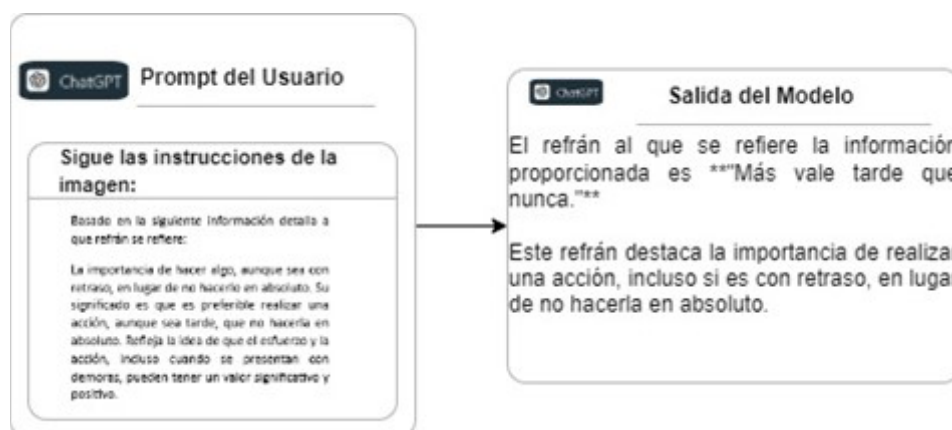 ChatGPT Prompt del Usuario
Sigue las instrucciones de la
imagen:
Basado en la siguiente información detalla a
que refrán se refiere:
La importancia de hacer algo, aunque sea con
retraso, en lugar de no hacerlo en absoluto. Su
significado es que es preferible realizar una
acción, aunque sea tarde, que no hacerla en
absoluto. Refleja la idea de que el esfuerzo y la
acción, incluso cuando se presentan con
demoras, pueden tener un valor significativo y
positivo.
ChatGPT Salida del Modelo
El refrán al que se refiere la información
proporcionada es **"Más vale tarde que
nunca."**
Este refrán destaca la importancia de realizar
una acción, incluso si es con retraso, en lugar
de no hacerla en absoluto.